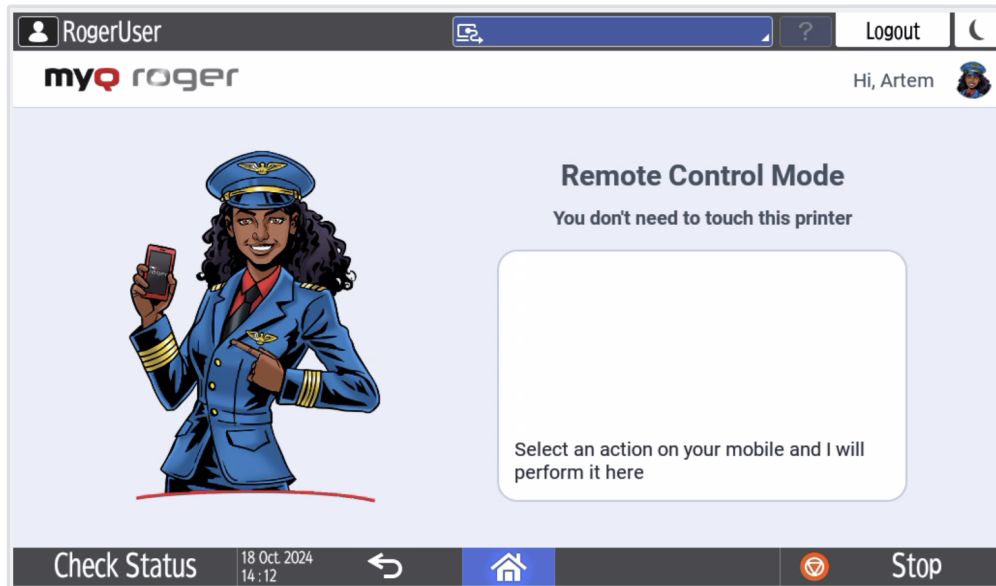 RogerUser
?
Logout
myQ roger
Hi, Artem
Remote Control Mode
You don't need to touch this printer
Select an action on your mobile and I will
perform it here
Check Status
18 Oct. 2024
14:12
Stop